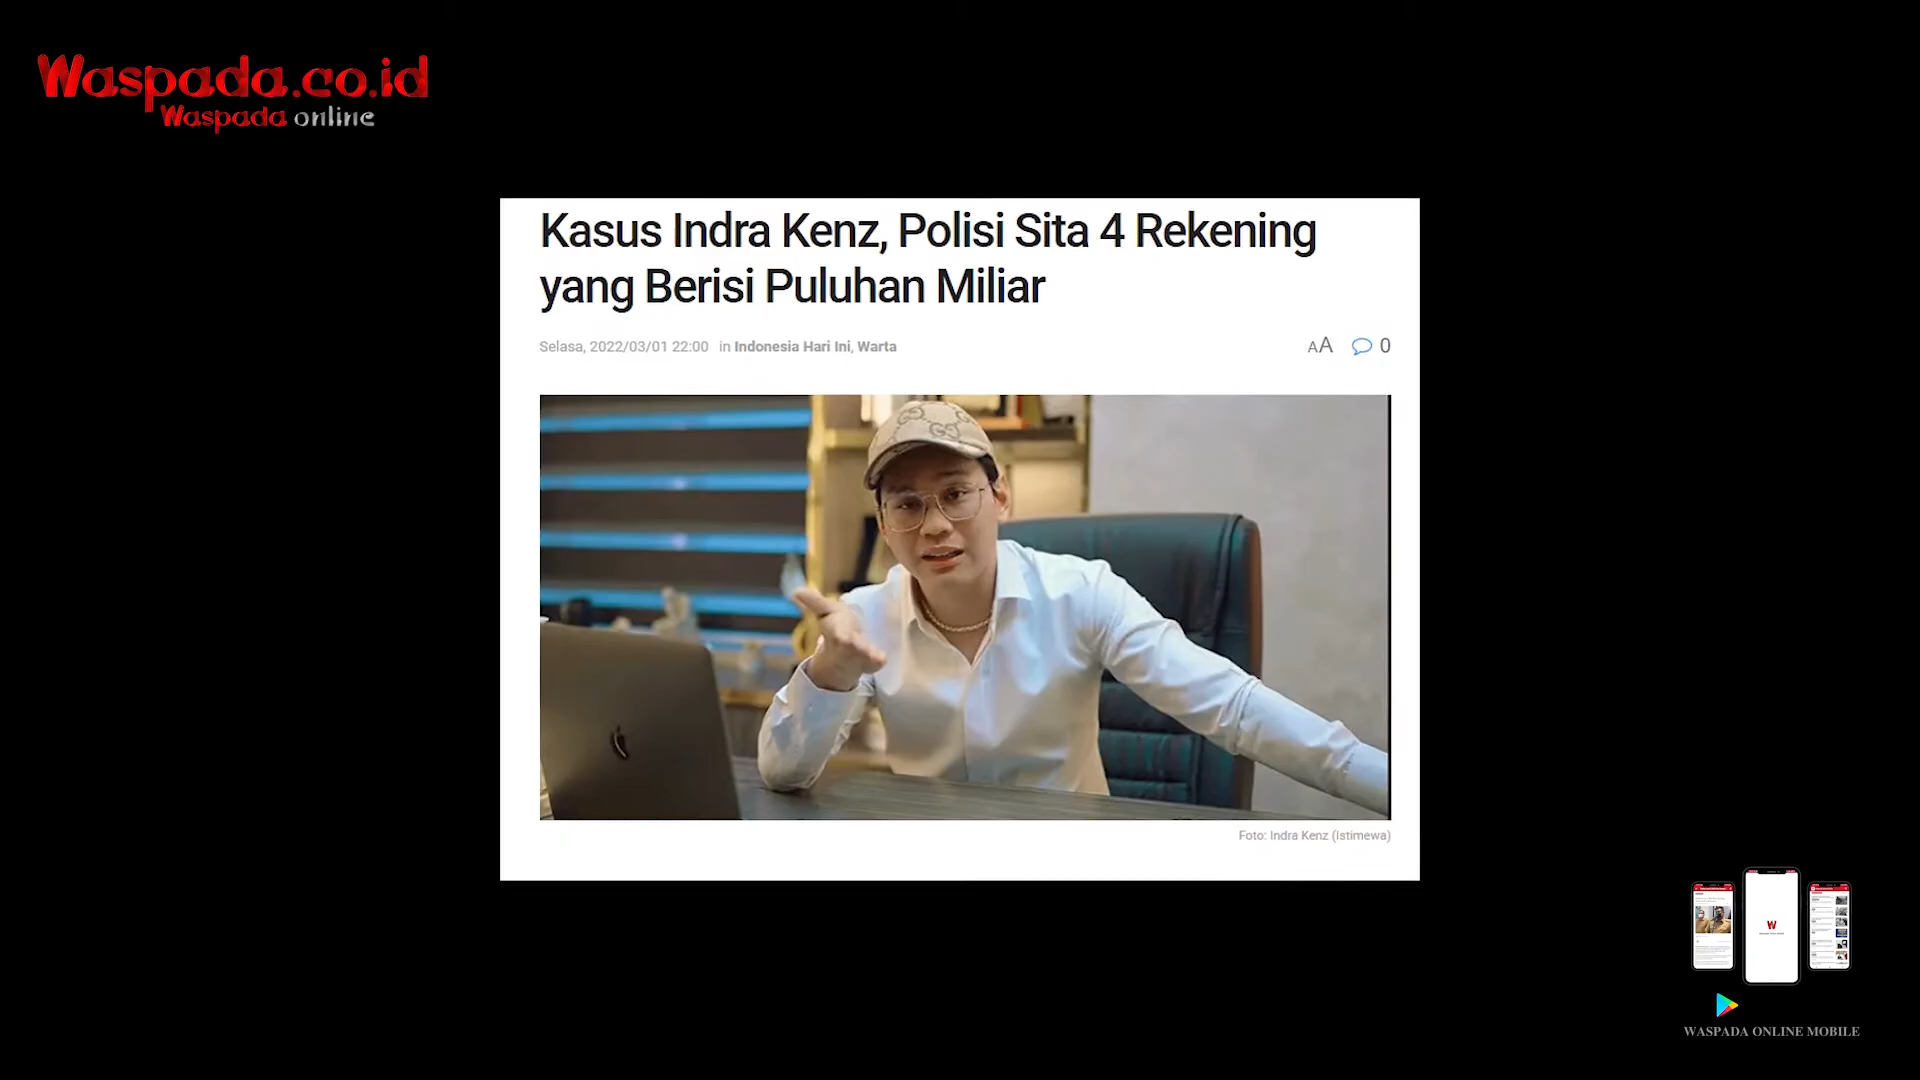 Waspada.co.id
Waspada online
Kasus Indra Kenz, Polisi Sita 4 Rekening
yang Berisi Puluhan Miliar
Selasa, 2022/03/01 22:00 in Indonesia Hari Ini, Warta
AA 0
Foto: Indra Kenz (Istimewa)
W
WASPADA ONLINE MOBILE